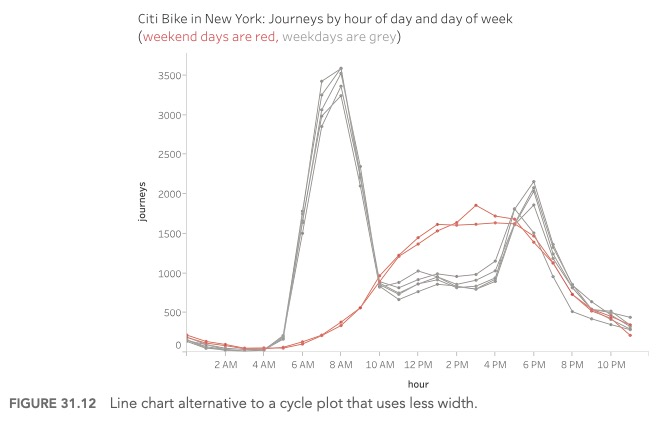 Citi Bike in New York: Journeys by hour of day and day of week
(weekend days are red, weekdays are grey)
3500
3000
2500
2000
1500
1000
500
0
journeys
2 AM 4 AM 6 AM 8 AM 10 AM 12 PM 2 PM 4 PM 6 PM 8 PM 10 PM
hour
FIGURE 31.12 Line chart alternative to a cycle plot that uses less width.